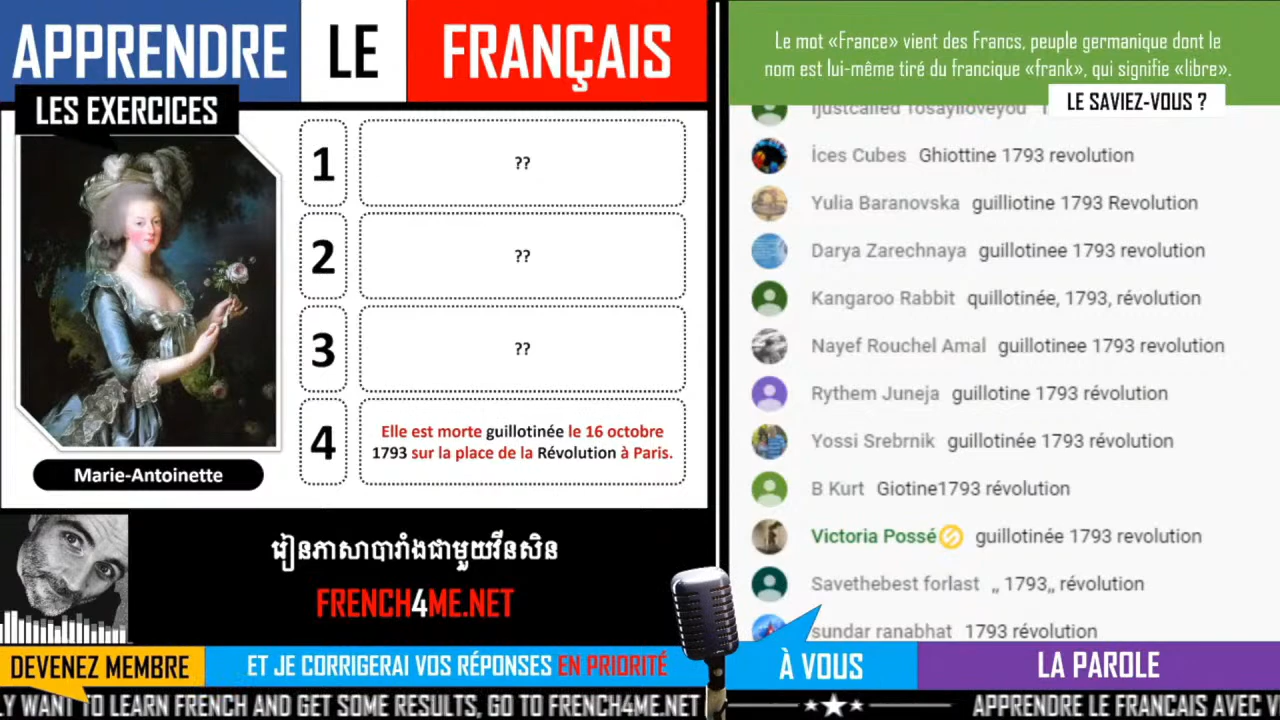 APPRENDRE LE FRANÇAIS
LES EXERCICES
1
??
2
??
3
??
4
Elle est morte guillotinée le 16 octobre
1793 sur la place de la Révolution à Paris.
Marie-Antoinette
រៀនភាសាបារាំងជាមួយវីនសិន
FRENCH4ME.NET
DEVENEZ MEMBRE
ET JE CORRIGERAI VOS RÉPONSES EN PRIORITÉ
LY WANT TO LEARN FRENCH AND GET SOME RESULTS, GO TO FRENCH4ME.NET
Le mot «France» vient des Francs, peuple germanique dont le
nom est lui-même tiré du francique «frank», qui signifie «libre».
LE SAVIEZ-VOUS ?
İces Cubes Ghiottine 1793 revolution
Yulia Baranovska guilliotine 1793 Revolution
Darya Zarechnaya guillotinee 1793 revolution
Kangaroo Rabbit quillotinée, 1793, révolution
Nayef Rouchel Amal guillotinee 1793 revolution
Rythem Juneja guillotine 1793 révolution
Yossi Srebrnik guillotinée 1793 révolution
B Kurt Giotine1793 révolution
Victoria Possé guillotinée 1793 revolution
Savethebest forlast ,, 1793,, révolution
sundar ranabhat 1793 révolution
À VOUS
LA PAROLE
APPRENDRE LE FRANCAIS AVEC V